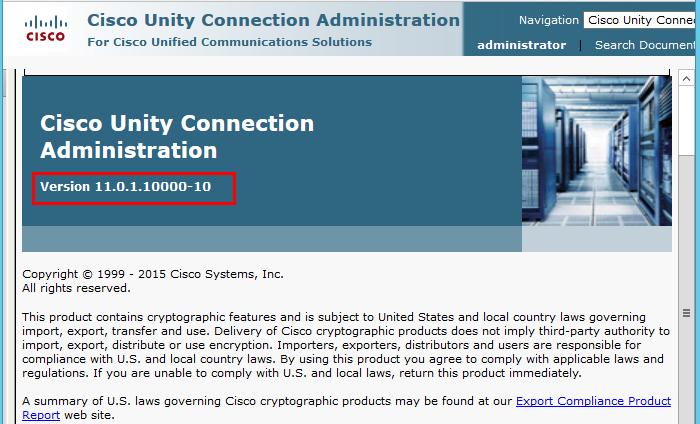 Cisco Unity Connection Administration
For Cisco Unified Communications Solutions
CISCO
Navigation
Cisco Unity Conne
administrator | Search Document
Cisco Unity Connection
Administration
Version 11.0.1.10000-10
Copyright © 1999 - 2015 Cisco Systems, Inc.
All rights reserved.
This product contains cryptographic features and is subject to United States and local country laws governing
import, export, transfer and use. Delivery of Cisco cryptographic products does not imply third-party authority to
import, export, distribute or use encryption. Importers, exporters, distributors and users are responsible for
compliance with U.S. and local country laws. By using this product you agree to comply with applicable laws and
regulations. If you are unable to comply with U.S. and local laws, return this product immediately.
A summary of U.S. laws governing Cisco cryptographic products may be found at our Export Compliance Product
Report web site.